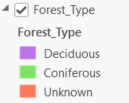 Forest_Type
Forest_Type
Deciduous
Coniferous
Unknown